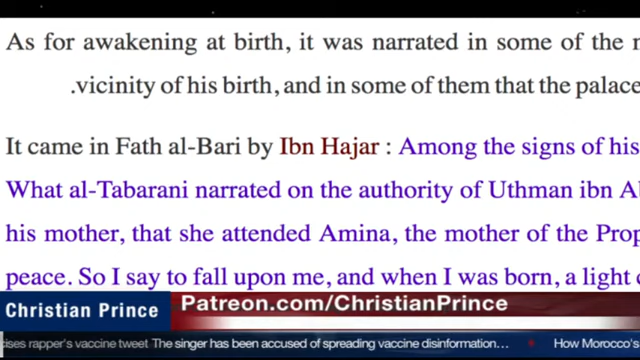 As for awakening at birth, it was narrated in some of the
.vicinity of his birth, and in some of them that the palace
It came in Fath al-Bari by Ibn Hajar : Among the signs of his
What al-Tabarani narrated on the authority of Uthman ibn
his mother, that she attended Amina, the mother of the
peace. So I say to fall upon me, and when I was born, a light
Christian Prince
Patreon.com/ChristianPrince
rapper's vaccine tweet The singer has been accused of spreading vaccine disinformation... How Morocco's